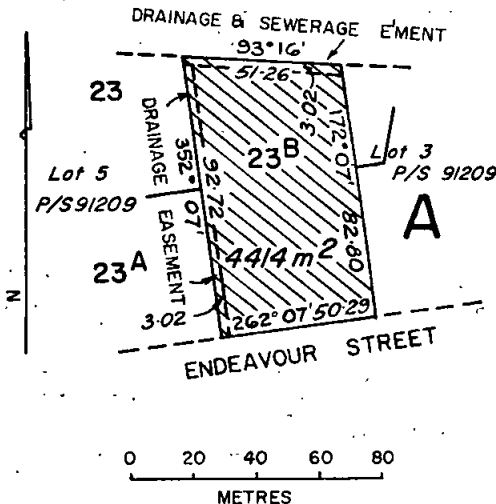 DRAINAGE & SEWERAGE E'MENT
93° 16'
51·26
23
DRAINAGE EASEMENT
3·02
172° 07'
23B
Lot 3
P/S 91209
Lot 5
P/S 91209
352° 07'
92·72
82·80
A
23A
4414 m2
3·02
262° 07' 50·29
ENDEAVOUR STREET
N
0 20 40 60 80
METRES